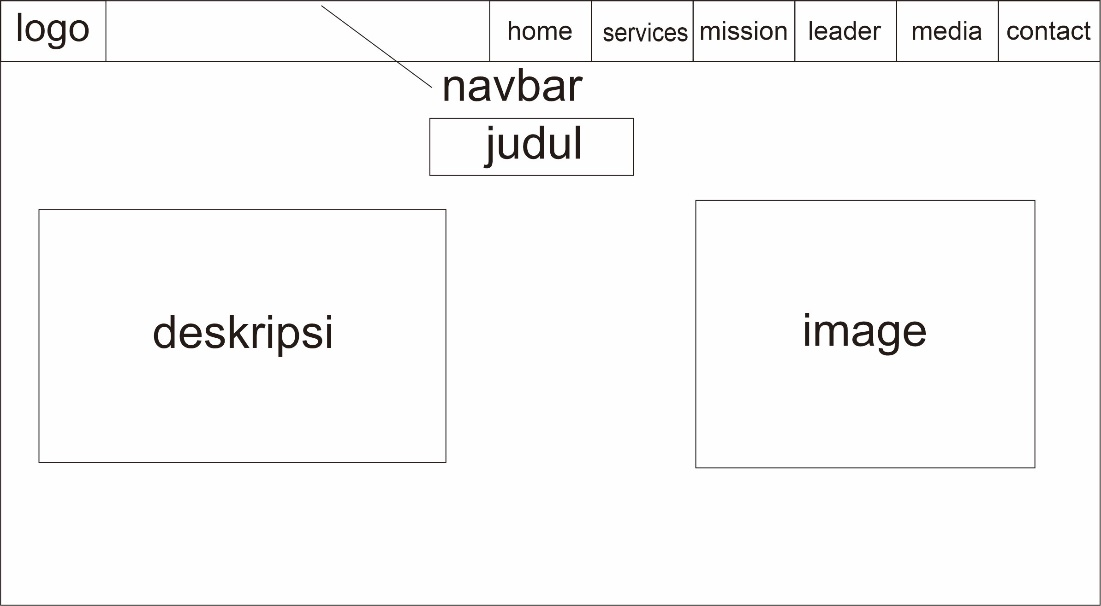 logo
home
services
mission
leader
media
contact
navbar
judul
deskripsi
image